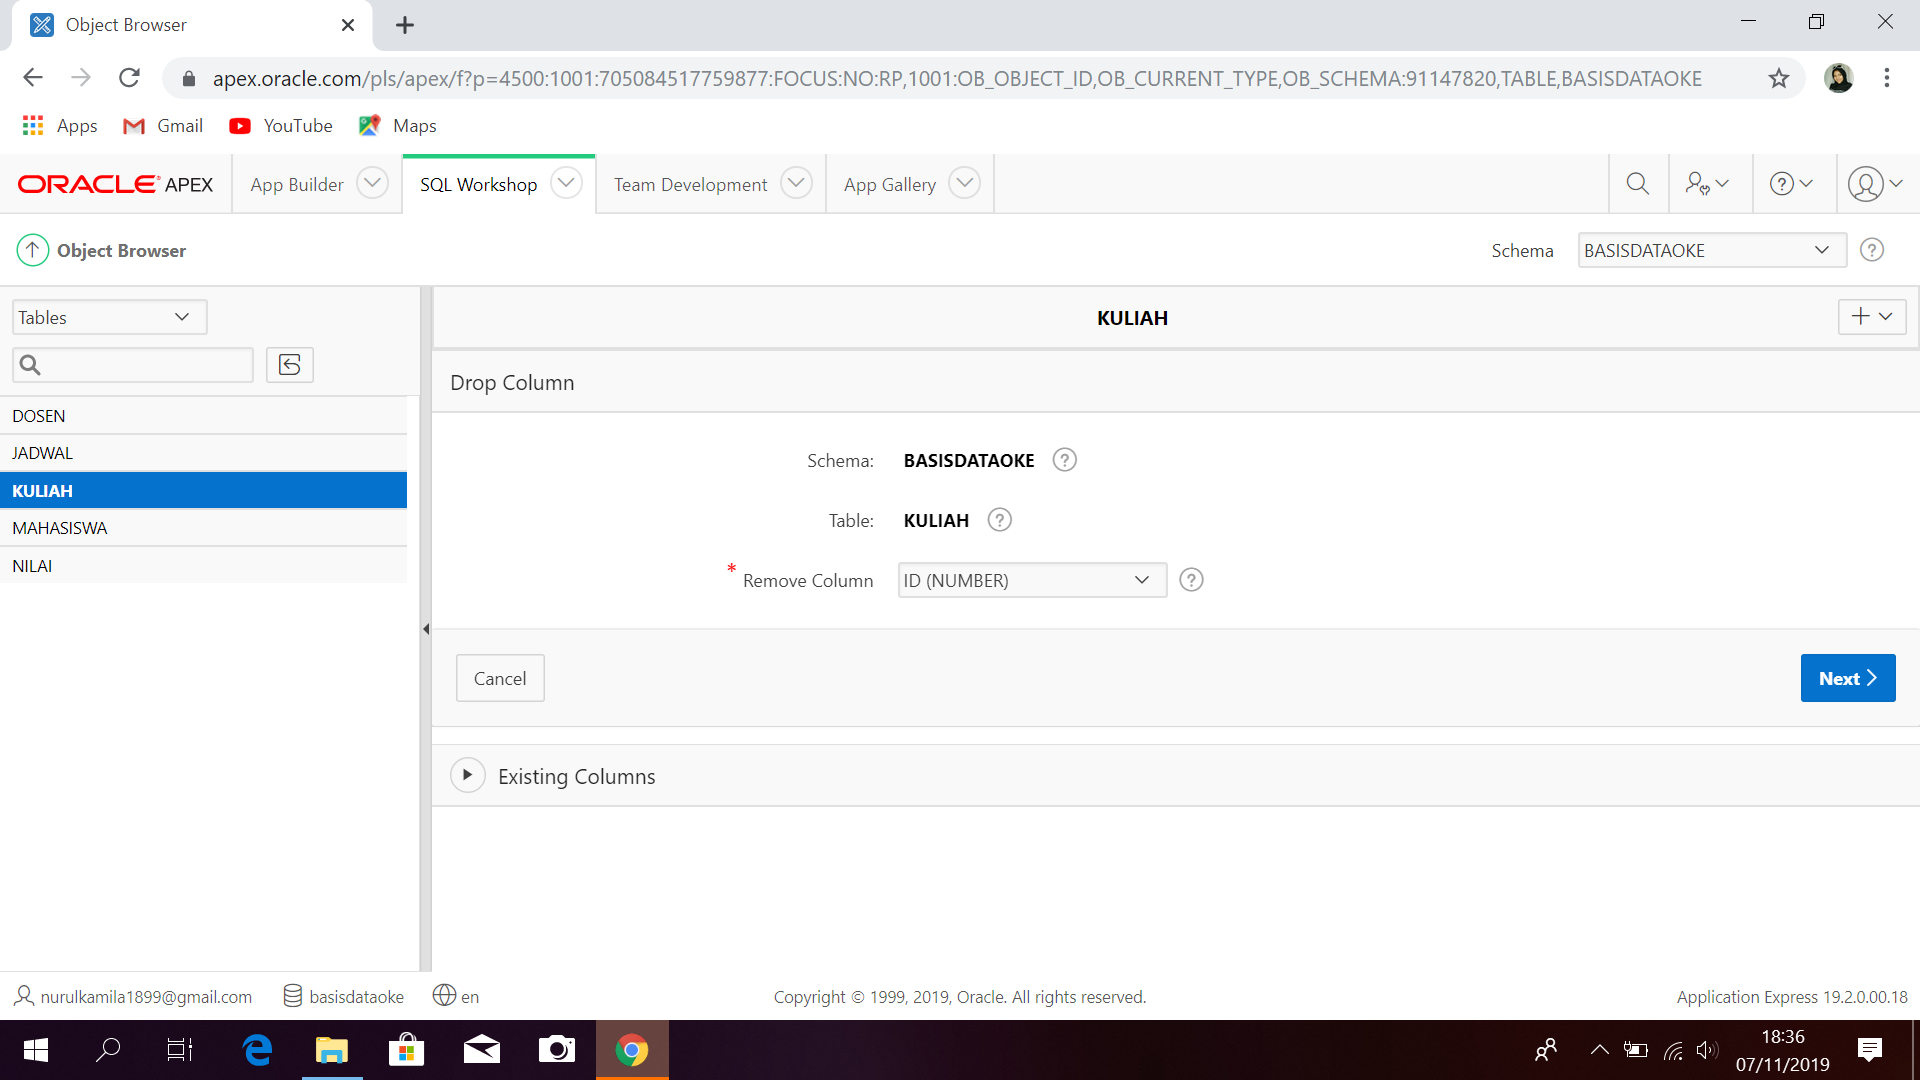 Object Browser
apex.oracle.com/pls/apex/f?p=4500:1001:705084517759877:FOCUS:NO:RP,1001:OB_OBJECT_ID,OB_CURRENT_TYPE,OB_SCHEMA:91147820,TABLE,BASISDATAOKE
Apps Gmail YouTube Maps
ORACLE APEX App Builder SQL Workshop Team Development App Gallery
Object Browser Schema BASISDATAOKE
Tables
KULIAH
Drop Column
DOSEN
JADWAL
KULIAH
MAHASISWA
NILAI
Schema: BASISDATAOKE
Table: KULIAH
* Remove Column ID (NUMBER)
Cancel Next
Existing Columns
nurulkamila1899@gmail.com basisdataoke en Copyright © 1999, 2019, Oracle. All rights reserved. Application Express 19.2.0.00.18
18:36
07/11/2019